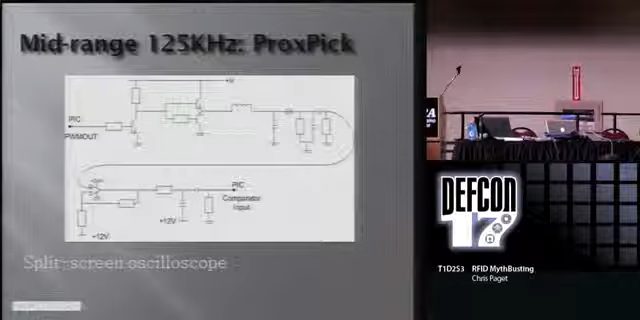 Mid-range 125KHz: ProxPick
PIC
PWMOUT
PIC
Comparator
Input
+12V
+12V
Split-screen oscilloscope
DEFCON
17
T1D253 RFID MythBusting
Chris Paget